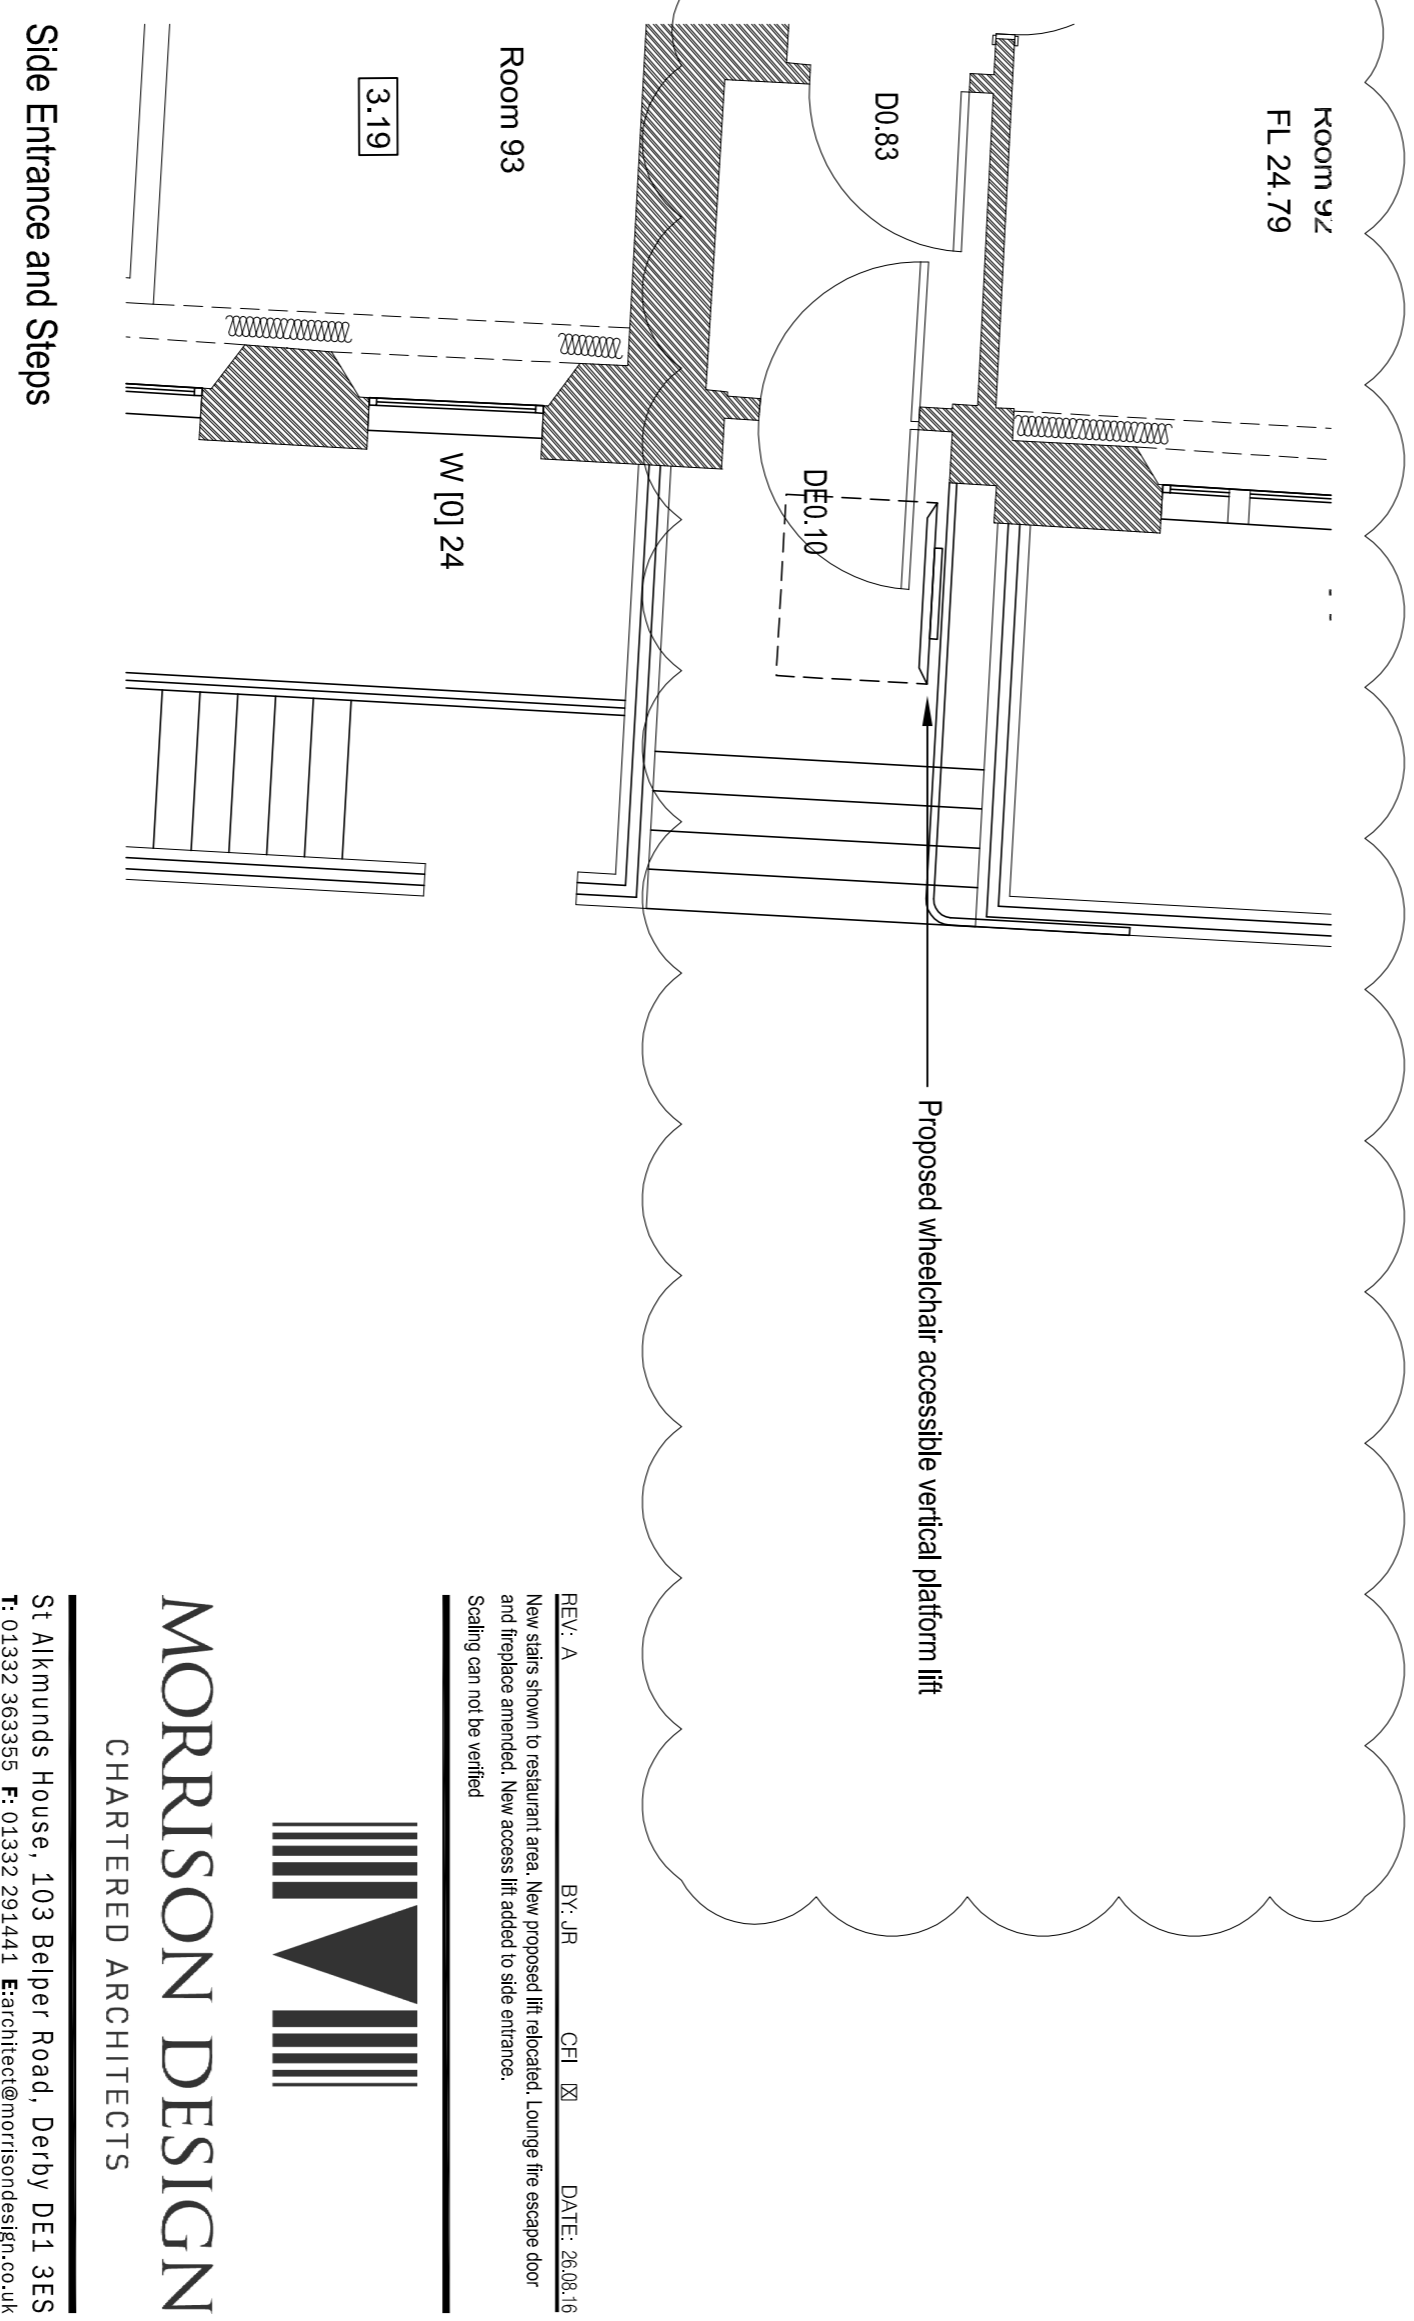 Room 92
FL 24.79
D0.83
Room 93
3.19
DE0.10
W [0] 24
Proposed wheelchair accessible vertical platform lift
Side Entrance and Steps
REV: A BY: JR CFI ☒ DATE: 26.08.16
New stairs shown to restaurant area. New proposed lift relocated. Lounge fire escape door
and fireplace amended. New access lift added to side entrance.
Scaling can not be verified
MORRISON DESIGN
CHARTERED ARCHITECTS
St Alkmunds House, 103 Belper Road, Derby DE1 3ES
T: 01332 363355 F: 01332 291441 E:architect@morrisondesign.co.uk